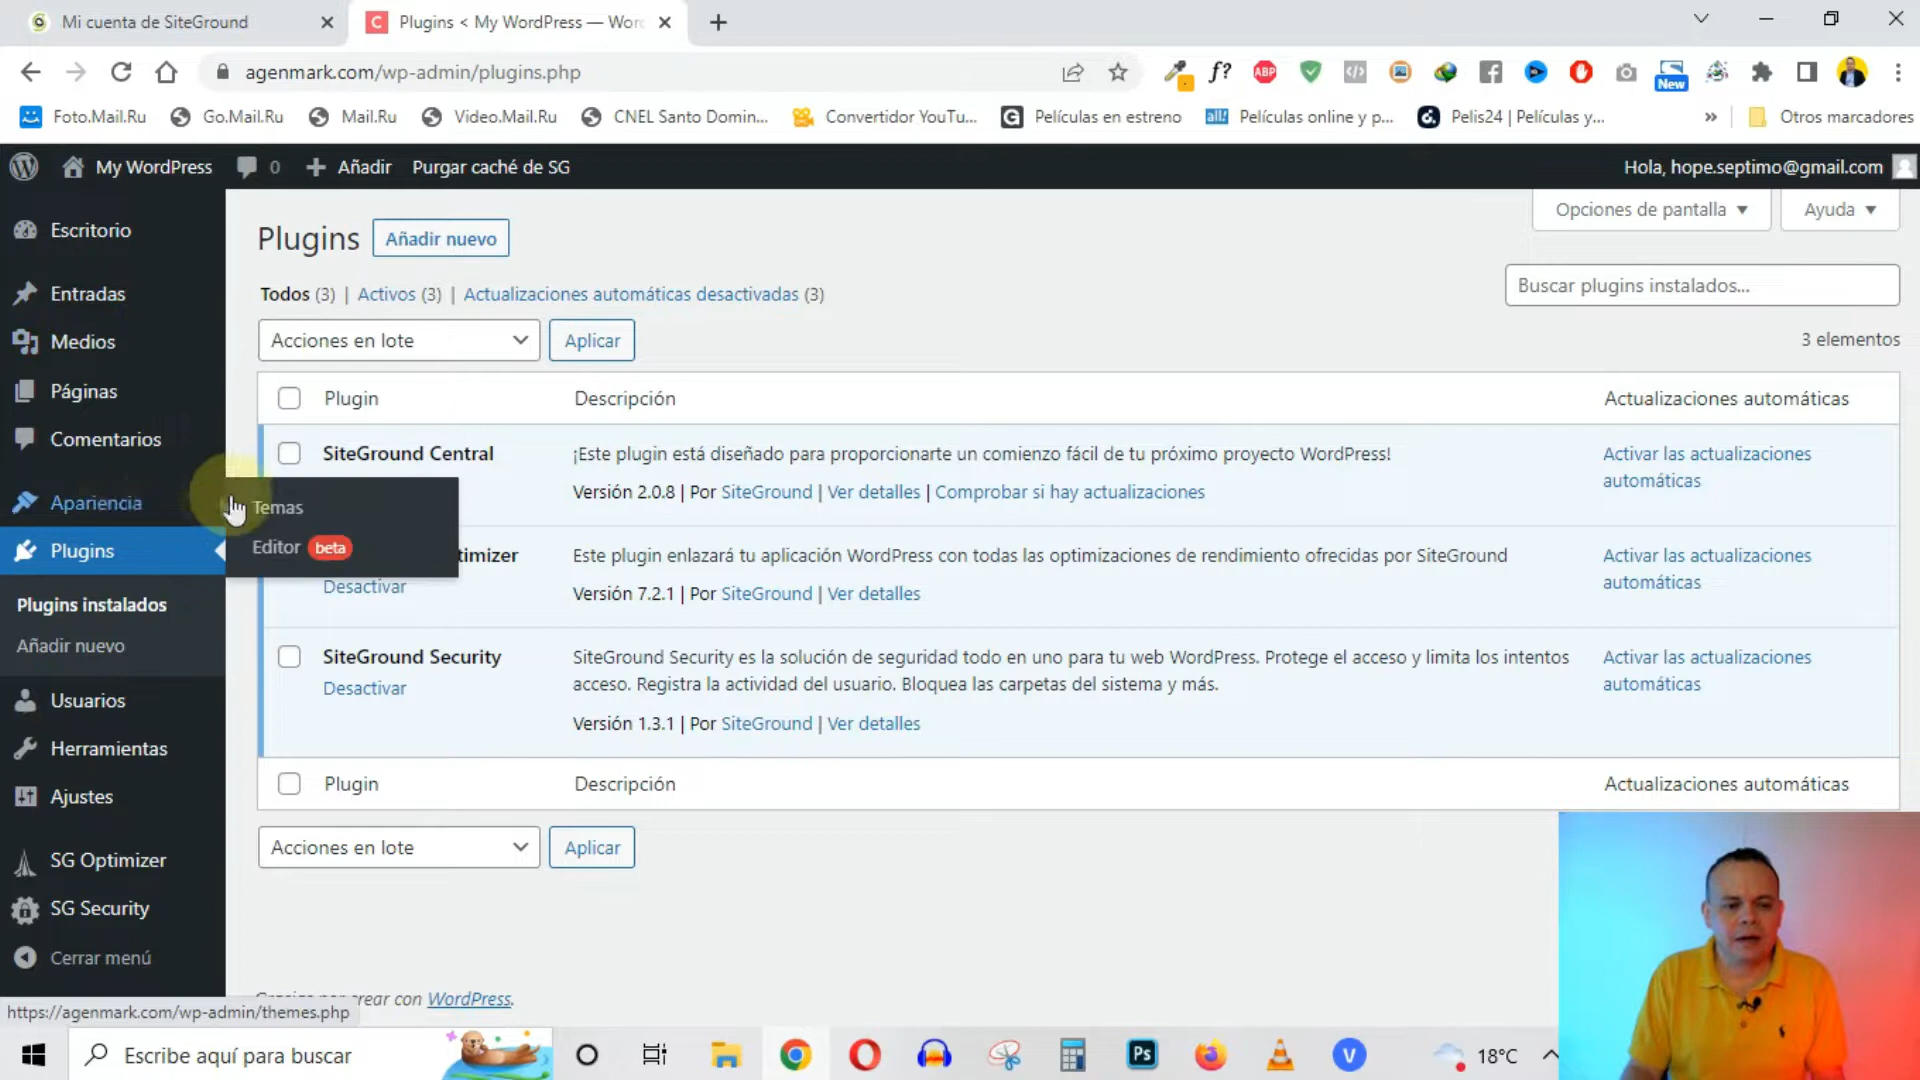 Mi cuenta de SiteGround
Plugins < My WordPress — Wor
agenmark.com/wp-admin/plugins.php
f?
ABP
New
Foto.Mail.Ru
Go.Mail.Ru
Mail.Ru
Video.Mail.Ru
CNEL Santo Domin...
Convertidor YouTu...
Películas en estreno
all!
Películas online y p...
Pelis24 | Películas y...
»
Otros marcadores
My WordPress
0
Añadir
Purgar caché de SG
Hola, hope.septimo@gmail.com
Escritorio
Entradas
Medios
Páginas
Comentarios
Apariencia
Plugins
Plugins instalados
Añadir nuevo
Usuarios
Herramientas
Ajustes
SG Optimizer
SG Security
Cerrar menú
Temas
Editor beta
Plugins
Añadir nuevo
Opciones de pantalla
Ayuda
Todos (3) | Activos (3) | Actualizaciones automáticas desactivadas (3)
Buscar plugins instalados...
Acciones en lote
Aplicar
3 elementos
Plugin
Descripción
Actualizaciones automáticas
SiteGround Central
¡Este plugin está diseñado para proporcionarte un comienzo fácil de tu próximo proyecto WordPress!
Versión 2.0.8 | Por SiteGround | Ver detalles | Comprobar si hay actualizaciones
Activar las actualizaciones
automáticas
timizer
Desactivar
Este plugin enlazará tu aplicación WordPress con todas las optimizaciones de rendimiento ofrecidas por SiteGround
Versión 7.2.1 | Por SiteGround | Ver detalles
Activar las actualizaciones
automáticas
SiteGround Security
Desactivar
SiteGround Security es la solución de seguridad todo en uno para tu web WordPress. Protege el acceso y limita los intentos
acceso. Registra la actividad del usuario. Bloquea las carpetas del sistema y más.
Versión 1.3.1 | Por SiteGround | Ver detalles
Activar las actualizaciones
automáticas
Plugin
Descripción
Actualizaciones automáticas
Acciones en lote
Aplicar
crear con WordPress.
https://agenmark.com/wp-admin/themes.php
Escribe aquí para buscar
Ps
V
18°C